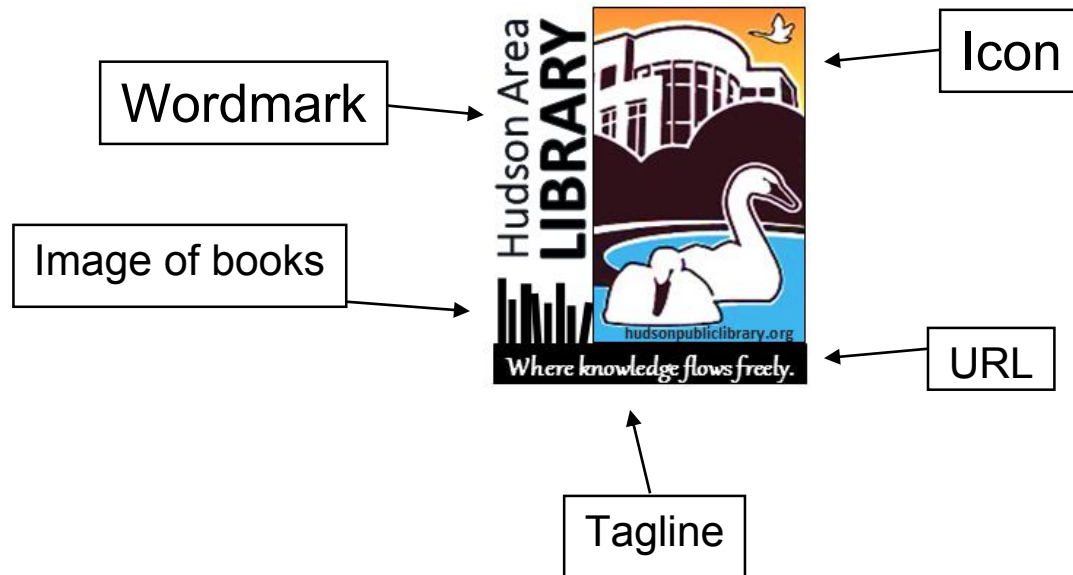 Wordmark
Image of books
Hudson Area
LIBRARY
Icon
hudsonpubliclibrary.org
Where knowledge flows freely.
URL
Tagline